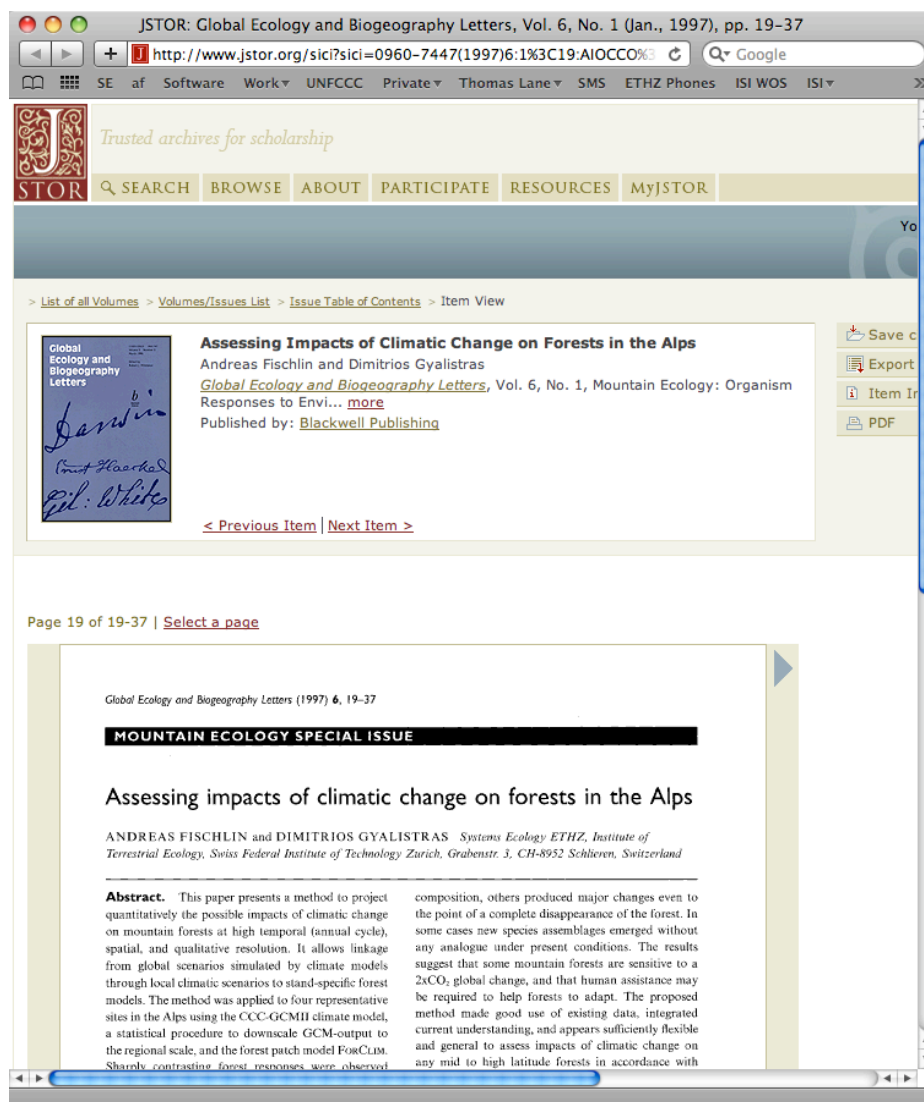 JSTOR: Global Ecology and Biogeography Letters, Vol. 6, No. 1 (Jan., 1997), pp. 19-37
http://www.jstor.org/sici?sici=0960-7447(1997)6:1%3C19:AIOCCO%3
Google
SE af Software Work UNFCCC Private Thomas Lane SMS ETHZ Phones ISI WOS ISI
JSTOR
Trusted archives for scholarship
SEARCH BROWSE ABOUT PARTICIPATE RESOURCES MyJSTOR
Yo
> List of all Volumes > Volumes/Issues List > Issue Table of Contents > Item View
Global
Ecology and
Biogeography
Letters
Assessing Impacts of Climatic Change on Forests in the Alps
Andreas Fischlin and Dimitrios Gyalistras
Global Ecology and Biogeography Letters, Vol. 6, No. 1, Mountain Ecology: Organism
Responses to Envi... more
Published by: Blackwell Publishing
Darwin
Ernst Haeckel
Gil: White
< Previous Item | Next Item >
Save c
Export
Item In
PDF
Page 19 of 19-37 | Select a page
Global Ecology and Biogeography Letters (1997) 6, 19–37
MOUNTAIN ECOLOGY SPECIAL ISSUE
Assessing impacts of climatic change on forests in the Alps
ANDREAS FISCHLIN and DIMITRIOS GYALISTRAS Systems Ecology ETHZ, Institute of
Terrestrial Ecology, Swiss Federal Institute of Technology Zurich, Grabenstr. 3, CH-8952 Schlieren, Switzerland
Abstract. This paper presents a method to project
quantitatively the possible impacts of climatic change
on mountain forests at high temporal (annual cycle),
spatial, and qualitative resolution. It allows linkage
from global scenarios simulated by climate models
through local climatic scenarios to stand-specific forest
models. The method was applied to four representative
sites in the Alps using the CCC-GCMII climate model,
a statistical procedure to downscale GCM-output to
the regional scale, and the forest patch model FORCLIM.
Sharply contrasting forest responses were observed
composition, others produced major changes even to
the point of a complete disappearance of the forest. In
some cases new species assemblages emerged without
any analogue under present conditions. The results
suggest that some mountain forests are sensitive to a
2xCO₂ global change, and that human assistance may
be required to help forests to adapt. The proposed
method made good use of existing data, integrated
current understanding, and appears sufficiently flexible
and general to assess impacts of climatic change on
any mid to high latitude forests in accordance with